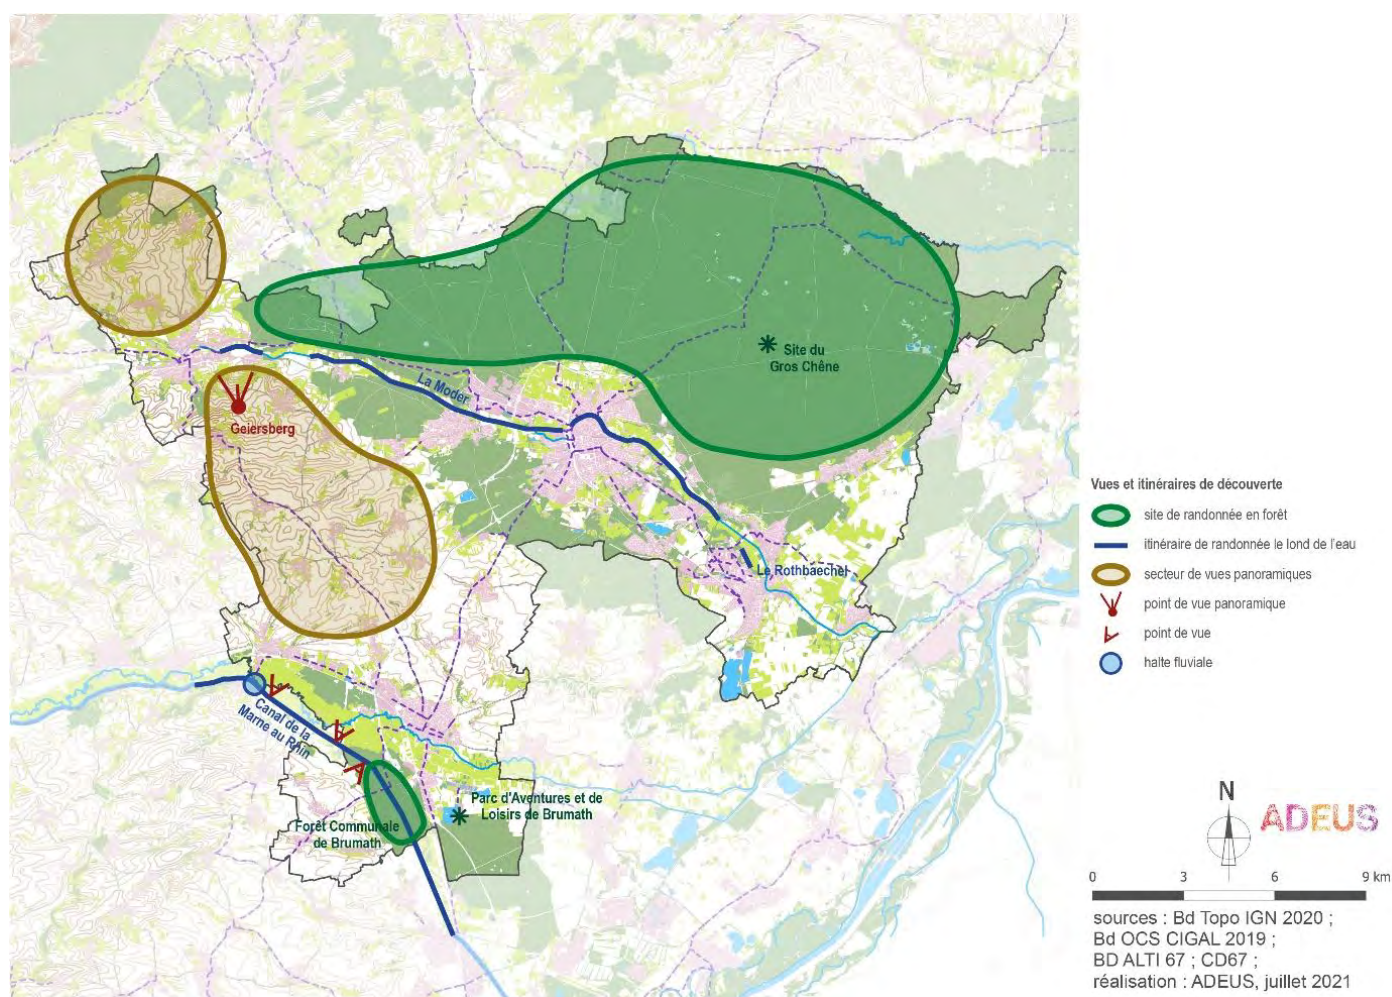 La Moder
Site du
Gros Chêne
Geiersberg
Le Rothbaechel
Canal de la
Marne au Rhin
Parc d'Aventures et de
Loisirs de Brumath
Forêt Communale
de Brumath
Vues et itinéraires de découverte
site de randonnée en forêt
itinéraire de randonnée le lond de l'eau
secteur de vues panoramiques
point de vue panoramique
point de vue
halte fluviale
N
ADEUS
0 3 6 9 km
sources : Bd Topo IGN 2020 ;
Bd OCS CIGAL 2019 ;
BD ALTI 67 ; CD67 ;
réalisation : ADEUS, juillet 2021